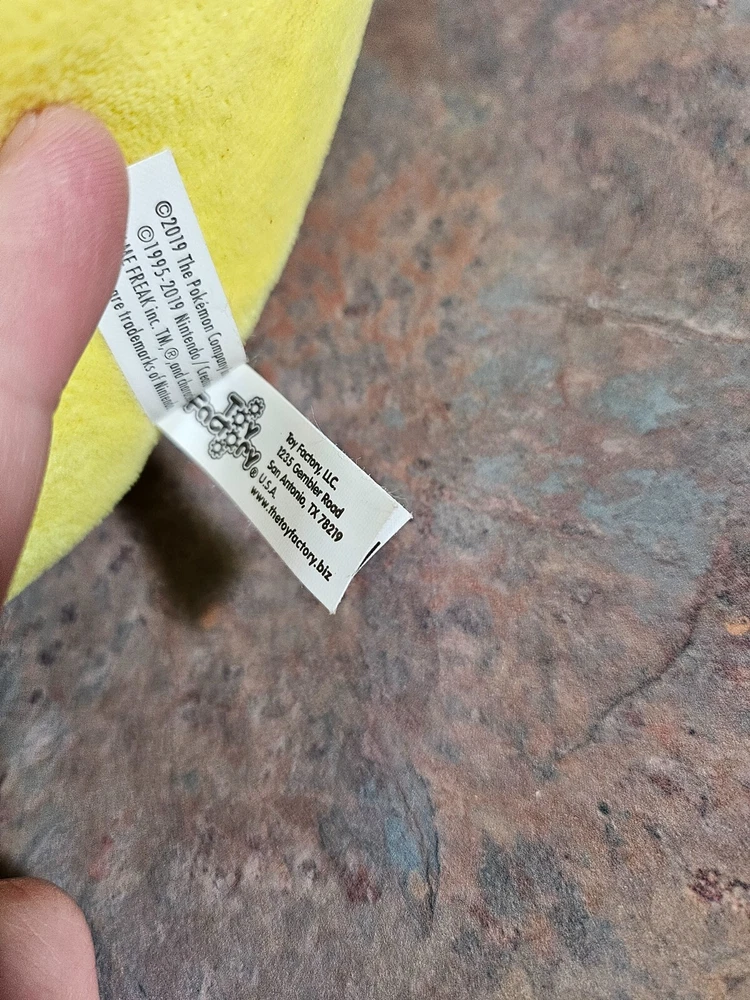 ©2019 The Pokémon Company
©1995-2019 Nintendo /
FREAK inc. TM, ®, and
are trademarks of
TOY
FACTORY®
U.S.A.
Toy Factory, LLC.
1235 Gembler Road
San Antonio, TX 78219
www.thetoyfactory.biz